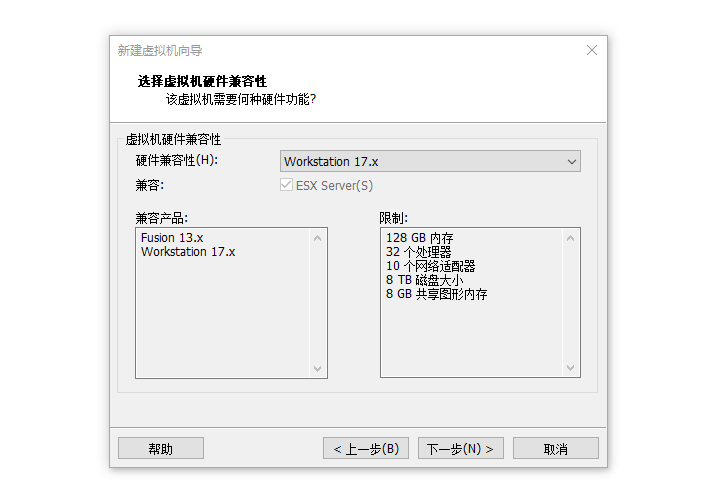 新建虚拟机向导
选择虚拟机硬件兼容性
该虚拟机需要何种硬件功能?
虚拟机硬件兼容性
硬件兼容性(H):
Workstation 17.x
兼容:
ESX Server(S)
兼容产品:
Fusion 13.x
Workstation 17.x
限制:
128 GB 内存
32 个处理器
10 个网络适配器
8 TB 磁盘大小
8 GB 共享图形内存
帮助
< 上一步(B)
下一步(N) >
取消